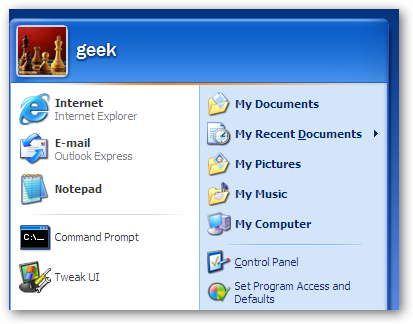 geek
Internet
Internet Explorer
E-mail
Outlook Express
Notepad
C:\_
Command Prompt
Tweak UI
My Documents
My Recent Documents
My Pictures
My Music
My Computer
Control Panel
Set Program Access and
Defaults